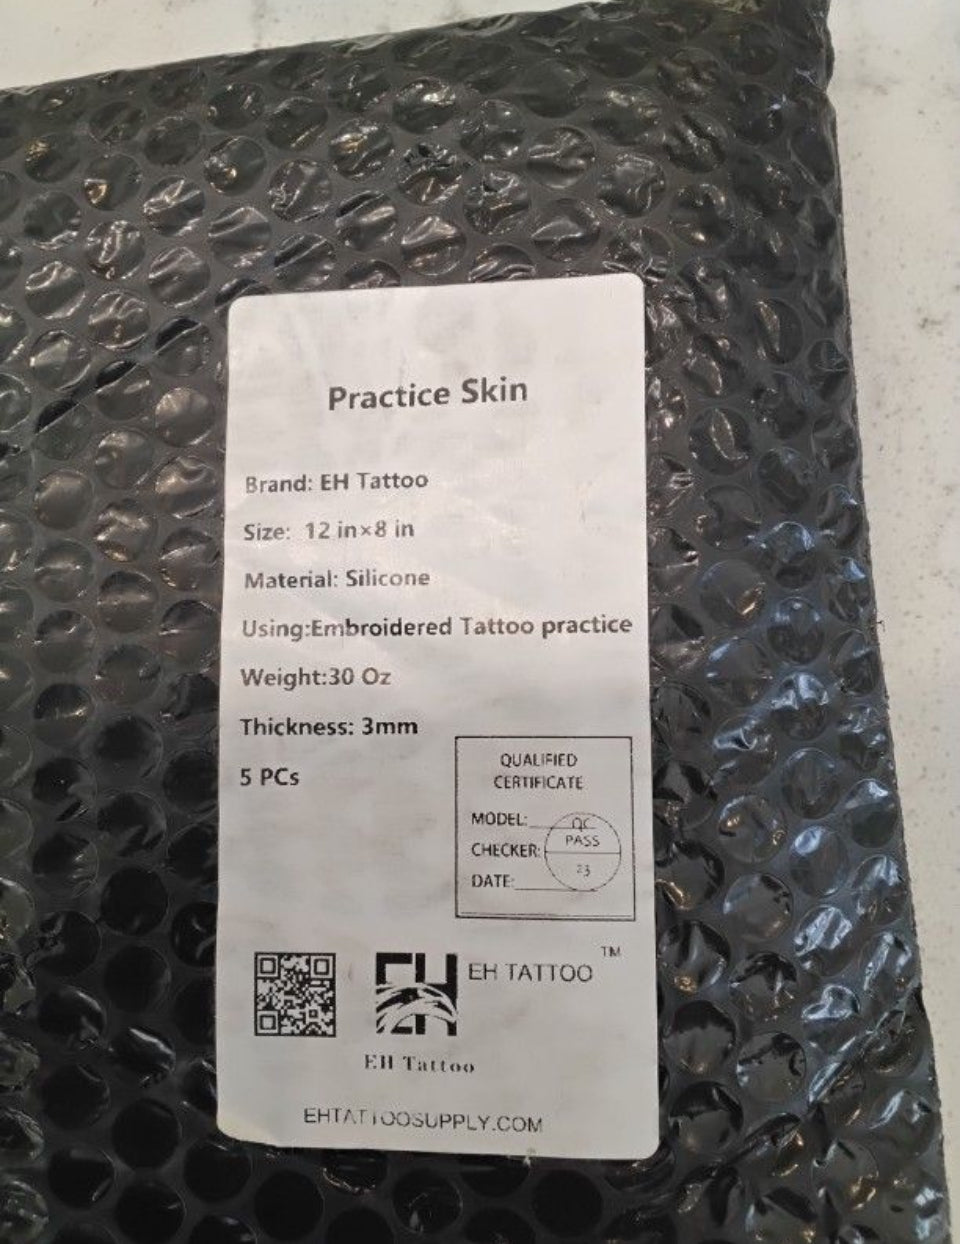 Practice Skin
Brand: EH Tattoo
Size: 12 in×8 in
Material: Silicone
Using:Embroidered Tattoo practice
Weight:30 Oz
Thickness: 3mm
5 PCs
QUALIFIED
CERTIFICATE
MODEL:
QC
PASS
CHECKER:
23
DATE:
EH
EH TATTOO
TM
EH Tattoo
EHTATTOOSUPPLY.COM